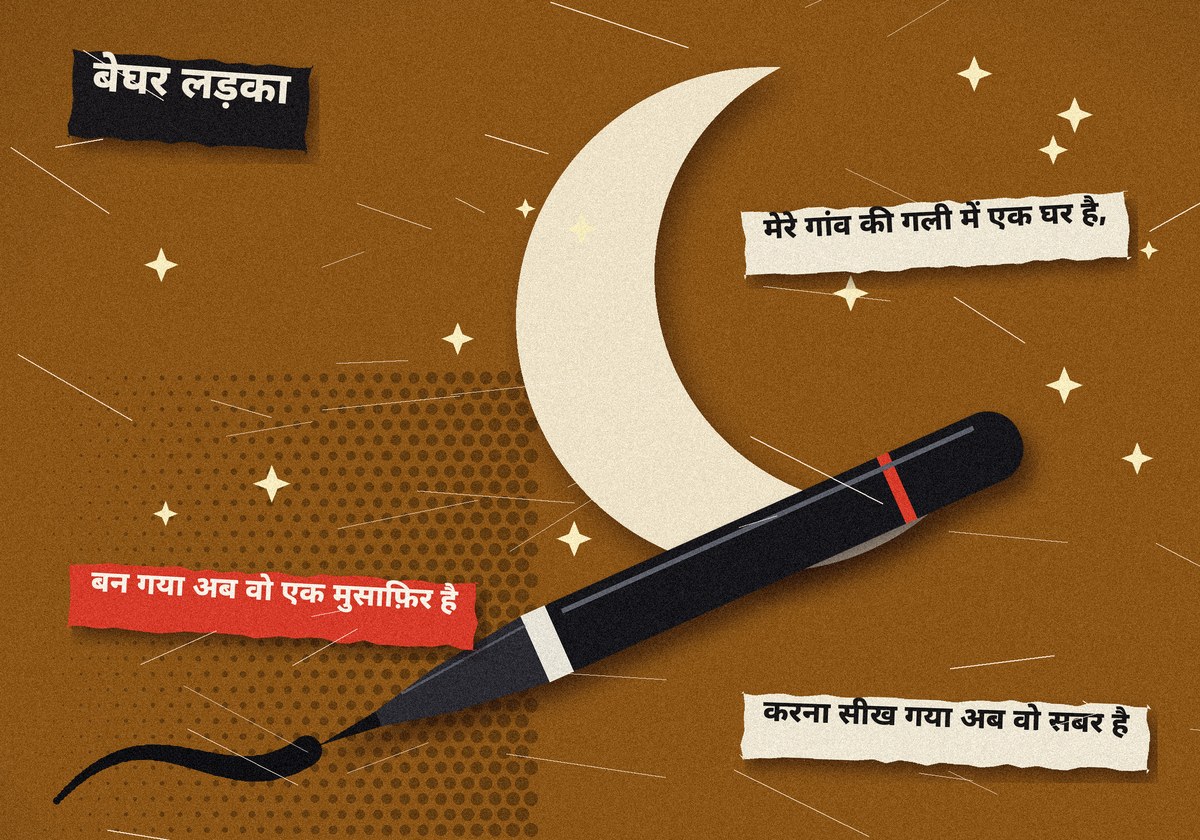 बेघर लड़का
मेरे गांव की गली में एक घर है,
बन गया अब वो एक मुसाफ़िर है
करना सीख गया अब वो सबर है